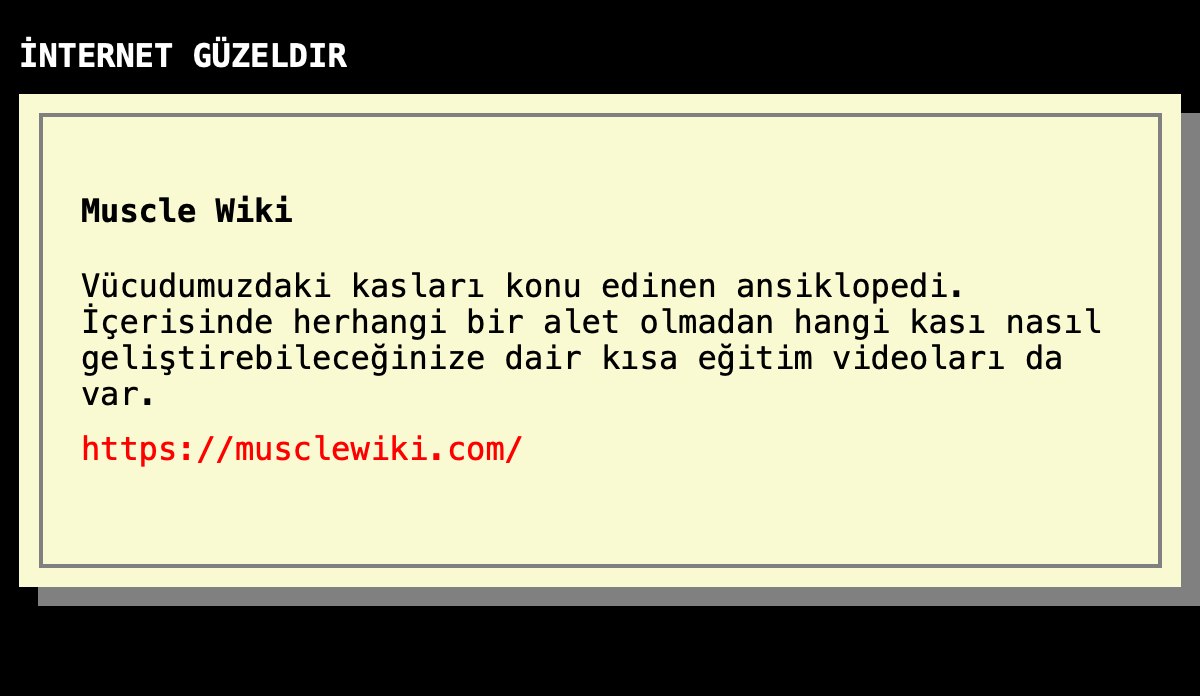 İNTERNET GÜZELDIR
Muscle Wiki
Vücudumuzdaki kasları konu edinen ansiklopedi.
İçerisinde herhangi bir alet olmadan hangi kası nasıl
geliştirebileceğinize dair kısa eğitim videoları da
var.
https://musclewiki.com/